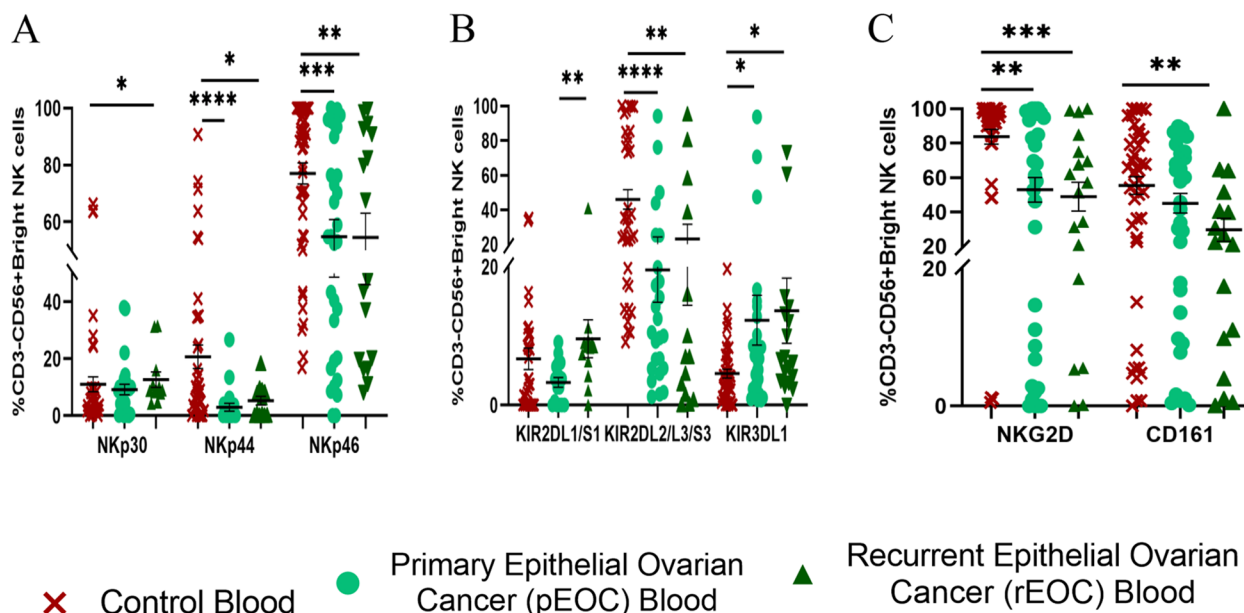 A
B
C
%CD3-CD56+Bright NK cells
100
80
60
40
20
0
*
****
*
***
**
NKp30
NKp44
NKp46
%CD3-CD56+Bright NK cells
100
80
60
40
20
20
0
**
****
**
*
*
KIR2DL1/S1
KIR2DL2/L3/S3
KIR3DL1
%CD3-CD56+Bright NK cells
100
80
60
40
20
20
0
**
***
**
NKG2D
CD161
Control Blood
Primary Epithelial Ovarian
Cancer (pEOC) Blood
Recurrent Epithelial Ovarian
Cancer (rEOC) Blood